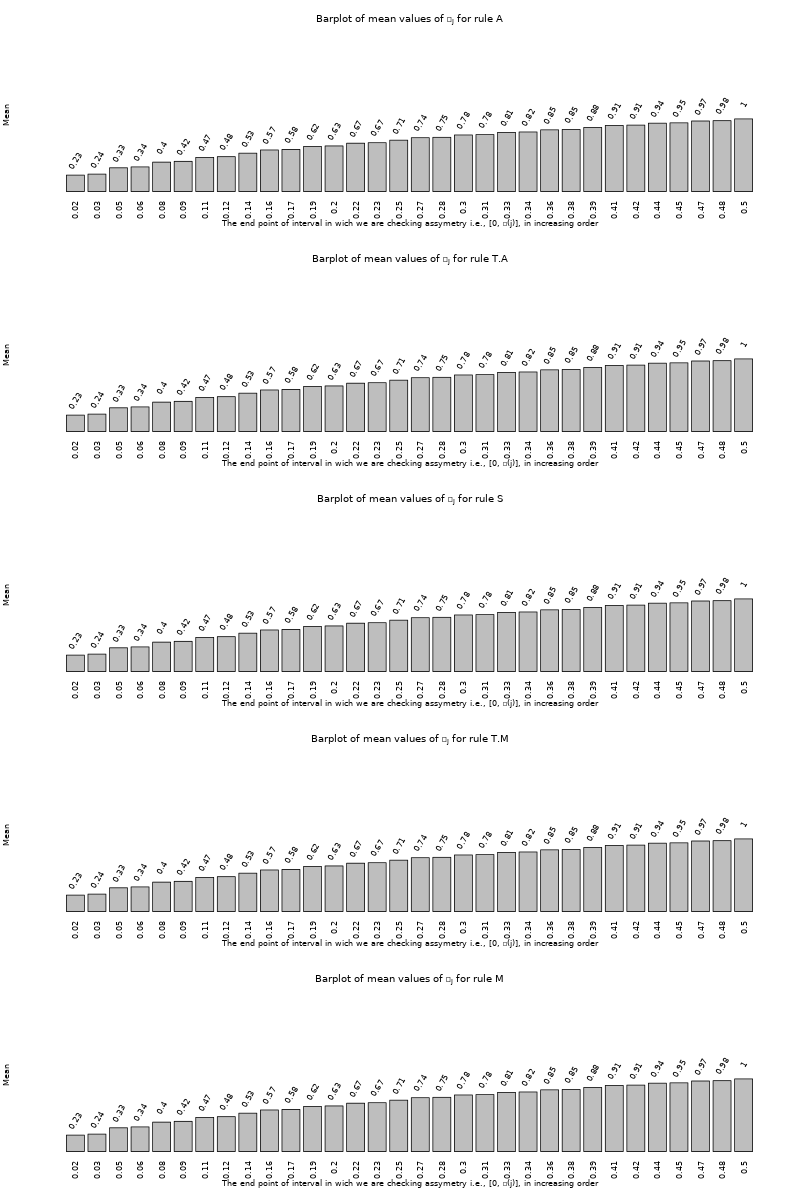 Barplot of mean values of □j for rule A
Mean
0.23 0.24 0.33 0.34 0.4 0.42 0.47 0.48 0.53 0.57 0.58 0.62 0.63 0.67 0.67 0.71 0.74 0.75 0.78 0.78 0.81 0.82 0.85 0.85 0.88 0.91 0.91 0.94 0.95 0.97 0.98 1
0.02 0.03 0.05 0.06 0.08 0.09 0.11 0.12 0.14 0.16 0.17 0.19 0.2 0.22 0.23 0.25 0.27 0.28 0.3 0.31 0.33 0.34 0.36 0.38 0.39 0.41 0.42 0.44 0.45 0.47 0.48 0.5
The end point of interval in wich we are checking assymetry i.e., [0, □(j)], in increasing order
Barplot of mean values of □j for rule T.A
Mean
0.23 0.24 0.33 0.34 0.4 0.42 0.47 0.48 0.53 0.57 0.58 0.62 0.63 0.67 0.67 0.71 0.74 0.75 0.78 0.78 0.81 0.82 0.85 0.85 0.88 0.91 0.91 0.94 0.95 0.97 0.98 1
0.02 0.03 0.05 0.06 0.08 0.09 0.11 0.12 0.14 0.16 0.17 0.19 0.2 0.22 0.23 0.25 0.27 0.28 0.3 0.31 0.33 0.34 0.36 0.38 0.39 0.41 0.42 0.44 0.45 0.47 0.48 0.5
The end point of interval in wich we are checking assymetry i.e., [0, □(j)], in increasing order
Barplot of mean values of □j for rule S
Mean
0.23 0.24 0.33 0.34 0.4 0.42 0.47 0.48 0.53 0.57 0.58 0.62 0.63 0.67 0.67 0.71 0.74 0.75 0.78 0.78 0.81 0.82 0.85 0.85 0.88 0.91 0.91 0.94 0.95 0.97 0.98 1
0.02 0.03 0.05 0.06 0.08 0.09 0.11 0.12 0.14 0.16 0.17 0.19 0.2 0.22 0.23 0.25 0.27 0.28 0.3 0.31 0.33 0.34 0.36 0.38 0.39 0.41 0.42 0.44 0.45 0.47 0.48 0.5
The end point of interval in wich we are checking assymetry i.e., [0, □(j)], in increasing order
Barplot of mean values of □j for rule T.M
Mean
0.23 0.24 0.33 0.34 0.4 0.42 0.47 0.48 0.53 0.57 0.58 0.62 0.63 0.67 0.67 0.71 0.74 0.75 0.78 0.78 0.81 0.82 0.85 0.85 0.88 0.91 0.91 0.94 0.95 0.97 0.98 1
0.02 0.03 0.05 0.06 0.08 0.09 0.11 0.12 0.14 0.16 0.17 0.19 0.2 0.22 0.23 0.25 0.27 0.28 0.3 0.31 0.33 0.34 0.36 0.38 0.39 0.41 0.42 0.44 0.45 0.47 0.48 0.5
The end point of interval in wich we are checking assymetry i.e., [0, □(j)], in increasing order
Barplot of mean values of □j for rule M
Mean
0.23 0.24 0.33 0.34 0.4 0.42 0.47 0.48 0.53 0.57 0.58 0.62 0.63 0.67 0.67 0.71 0.74 0.75 0.78 0.78 0.81 0.82 0.85 0.85 0.88 0.91 0.91 0.94 0.95 0.97 0.98 1
0.02 0.03 0.05 0.06 0.08 0.09 0.11 0.12 0.14 0.16 0.17 0.19 0.2 0.22 0.23 0.25 0.27 0.28 0.3 0.31 0.33 0.34 0.36 0.38 0.39 0.41 0.42 0.44 0.45 0.47 0.48 0.5
The end point of interval in wich we are checking assymetry i.e., [0, □(j)], in increasing order